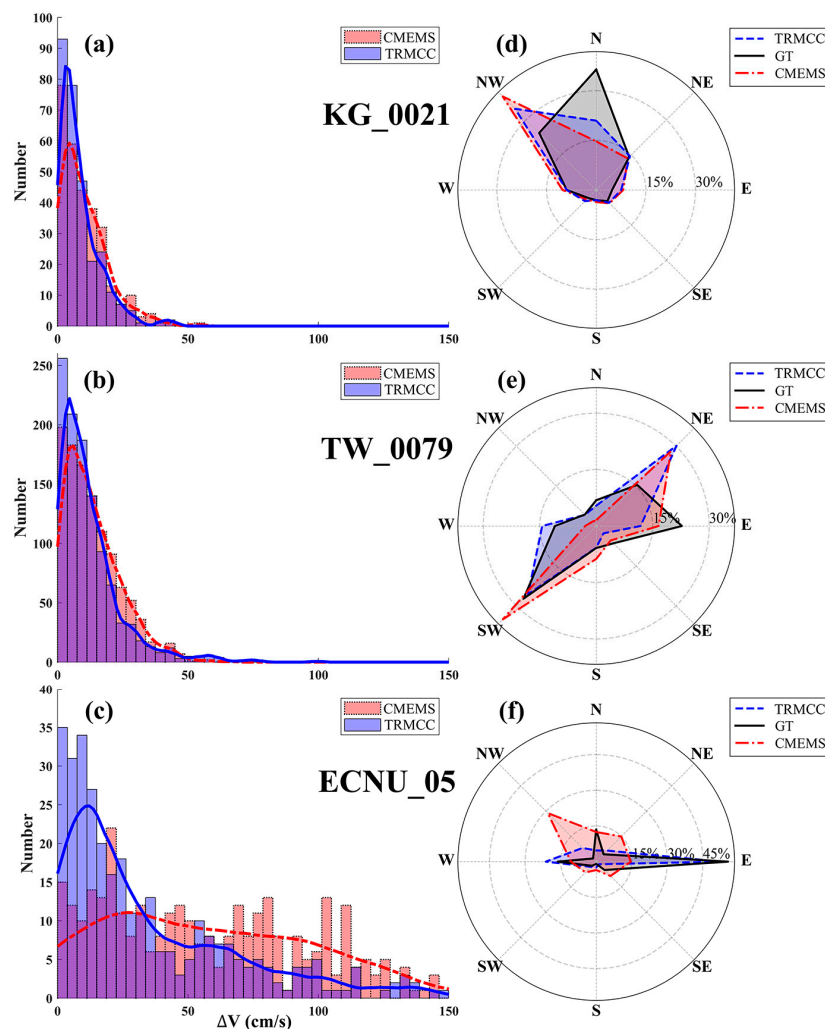 (a)
CMEMS
TRMCC
100
90
80
70
60
50
40
30
20
10
0
Number
0
50
100
150
KG_0021
(d)
N
NE
E
SE
S
SW
W
NW
15%
30%
TRMCC
GT
CMEMS
(b)
CMEMS
TRMCC
250
200
150
100
50
0
Number
0
50
100
150
TW_0079
(e)
N
NE
E
SE
S
SW
W
NW
15%
30%
TRMCC
GT
CMEMS
(c)
CMEMS
TRMCC
40
35
30
25
20
15
10
5
0
Number
0
50
100
150
ΔV (cm/s)
ECNU_05
(f)
N
NE
E
SE
S
SW
W
NW
15%
30%
45%
TRMCC
GT
CMEMS